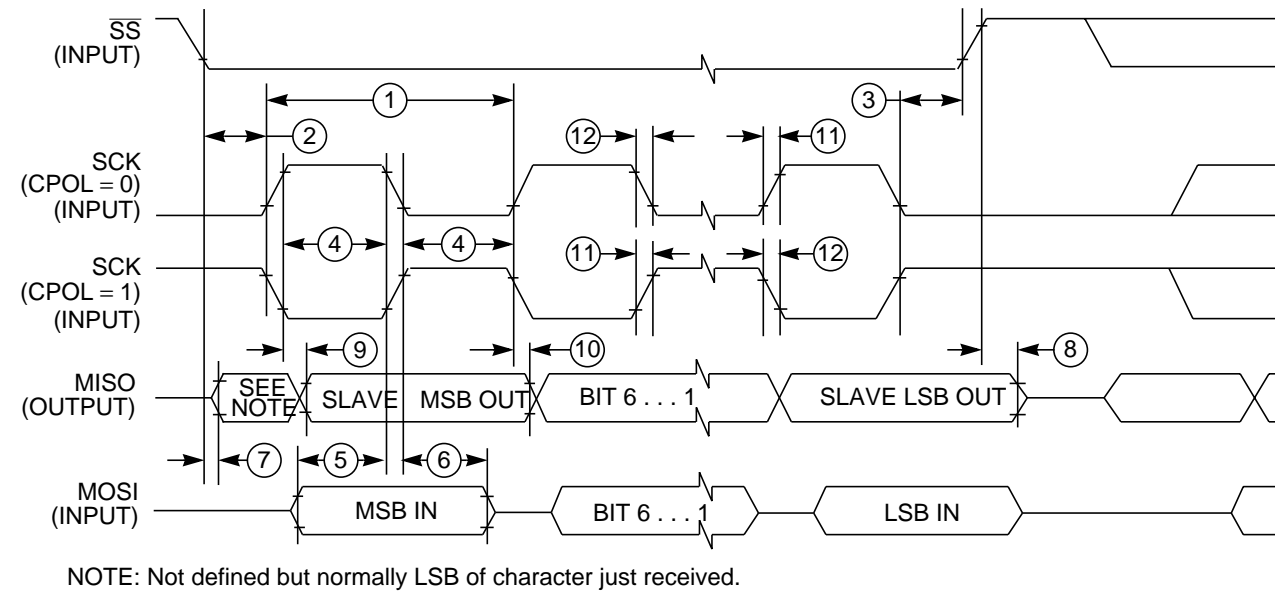 SS
(INPUT)
1
3
2
12
11
SCK
(CPOL = 0)
(INPUT)
4
4
11
12
SCK
(CPOL = 1)
(INPUT)
9
10
8
MISO
(OUTPUT)
SEE
NOTE
SLAVE
MSB OUT
BIT 6 . . . 1
SLAVE LSB OUT
7
5
6
MOSI
(INPUT)
MSB IN
BIT 6 . . . 1
LSB IN
NOTE: Not defined but normally LSB of character just received.